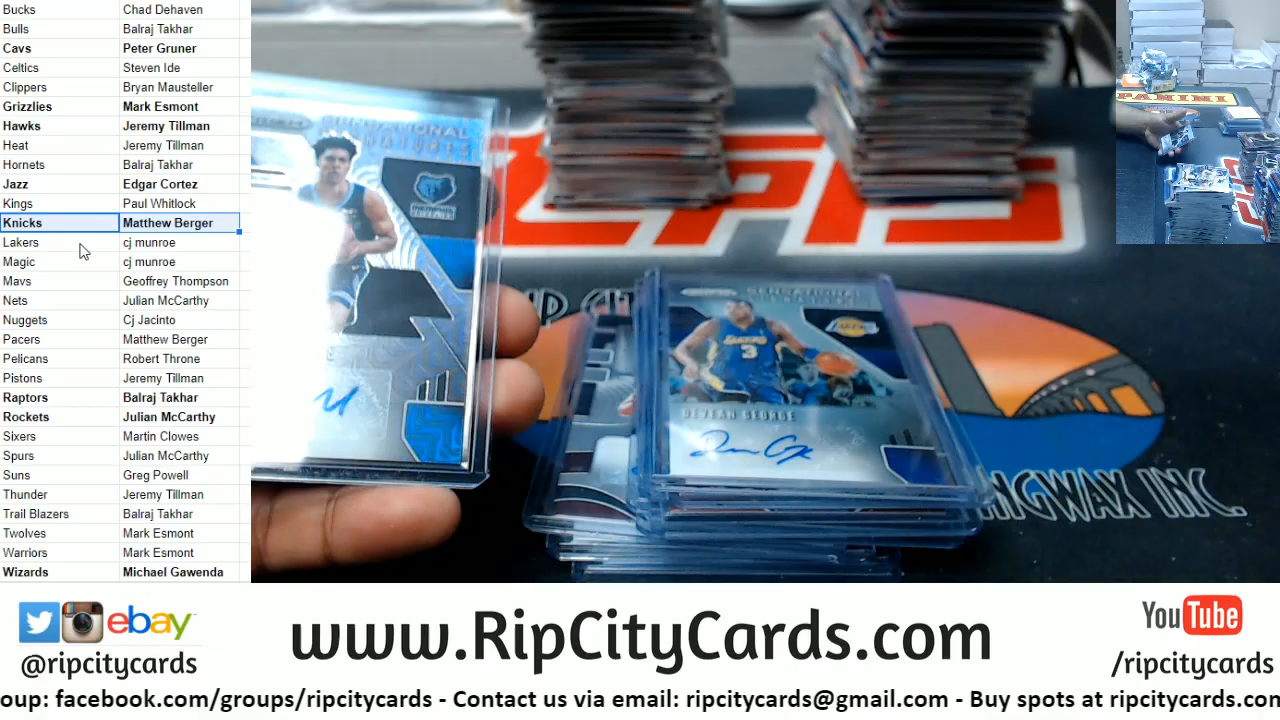 Bucks Chad Dehaven
Bulls Balraj Takhar
Cavs Peter Gruner
Celtics Steven Ide
Clippers Bryan Mausteller
Grizzlies Mark Esmont
Hawks Jeremy Tillman
Heat Jeremy Tillman
Hornets Balraj Takhar
Jazz Edgar Cortez
Kings Paul Whitlock
Knicks Matthew Berger
Lakers cj munroe
Magic cj munroe
Mavs Geoffrey Thompson
Nets Julian McCarthy
Nuggets Cj Jacinto
Pacers Matthew Berger
Pelicans Robert Throne
Pistons Jeremy Tillman
Raptors Balraj Takhar
Rockets Julian McCarthy
Sixers Martin Clowes
Spurs Julian McCarthy
Suns Greg Powell
Thunder Jeremy Tillman
Trail Blazers Balraj Takhar
Twolves Mark Esmont
Warriors Mark Esmont
Wizards Michael Gawenda
PANINI
SENSATIONAL
LAKERS
3
DEVEAN GEORGE
INGWAX INC.
ebay
@ripcitycards
www.RipCityCards.com
YouTube
/ripcitycards
oup: facebook.com/groups/ripcitycards - Contact us via email: ripcitycards@gmail.com - Buy spots at ripcitycards.con